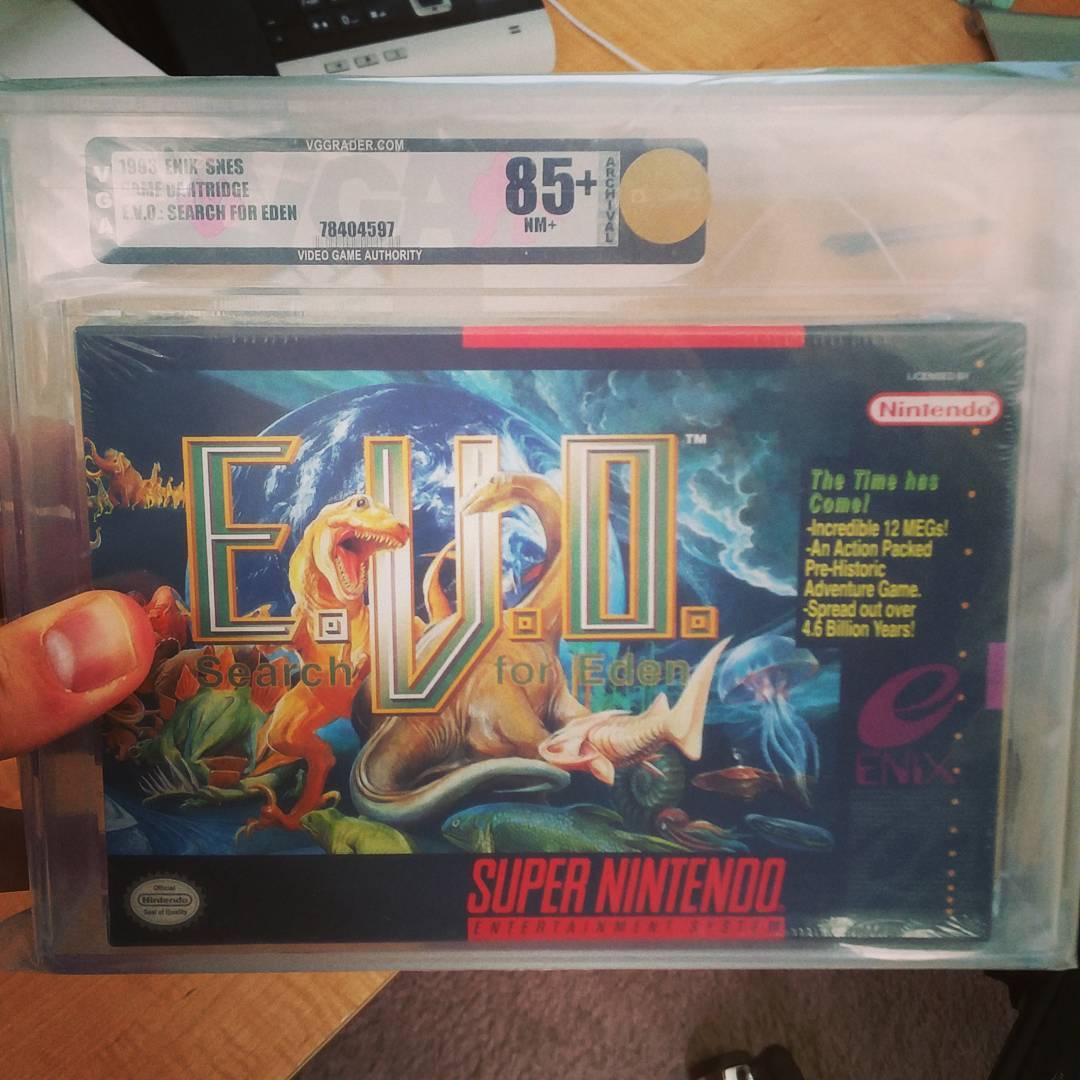 VGGRADER.COM
VGA
1993 ENIX SNES
GAME CARTRIDGE
E.V.O.: SEARCH FOR EDEN
78404597
85+
NM+
ARCHIVAL
VIDEO GAME AUTHORITY
LICENSED BY
Nintendo®
E.V.O.™
Search for Eden
The Time has
Come!
-Incredible 12 MEGs!
-An Action Packed
Pre-Historic
Adventure Game.
-Spread out over
4.6 Billion Years!
ENIX
Official
Nintendo
Seal of Quality
SUPER NINTENDO
ENTERTAINMENT SYSTEM